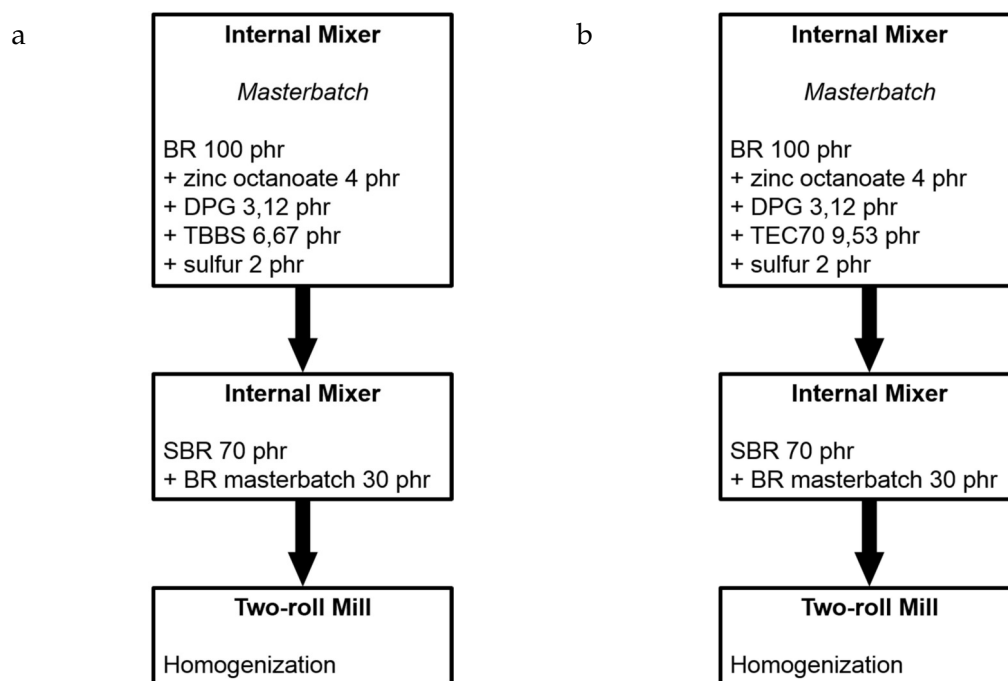 a
Internal Mixer
Masterbatch
BR 100 phr
+ zinc octanoate 4 phr
+ DPG 3,12 phr
+ TBBS 6,67 phr
+ sulfur 2 phr
Internal Mixer
SBR 70 phr
+ BR masterbatch 30 phr
Two-roll Mill
Homogenization
b
Internal Mixer
Masterbatch
BR 100 phr
+ zinc octanoate 4 phr
+ DPG 3,12 phr
+ TEC70 9,53 phr
+ sulfur 2 phr
Internal Mixer
SBR 70 phr
+ BR masterbatch 30 phr
Two-roll Mill
Homogenization